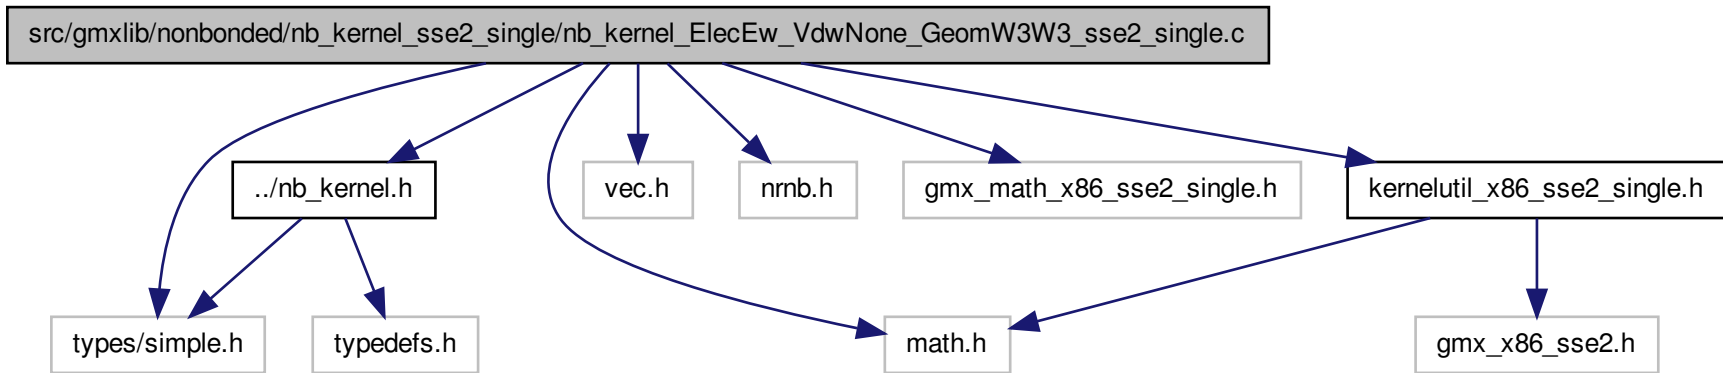 src/gmxlib/nonbonded/nb_kernel_sse2_single/nb_kernel_ElecEw_VdwNone_GeomW3W3_sse2_single.c
../nb_kernel.h
vec.h
nrnb.h
gmx_math_x86_sse2_single.h
kernelutil_x86_sse2_single.h
types/simple.h
typedefs.h
math.h
gmx_x86_sse2.h